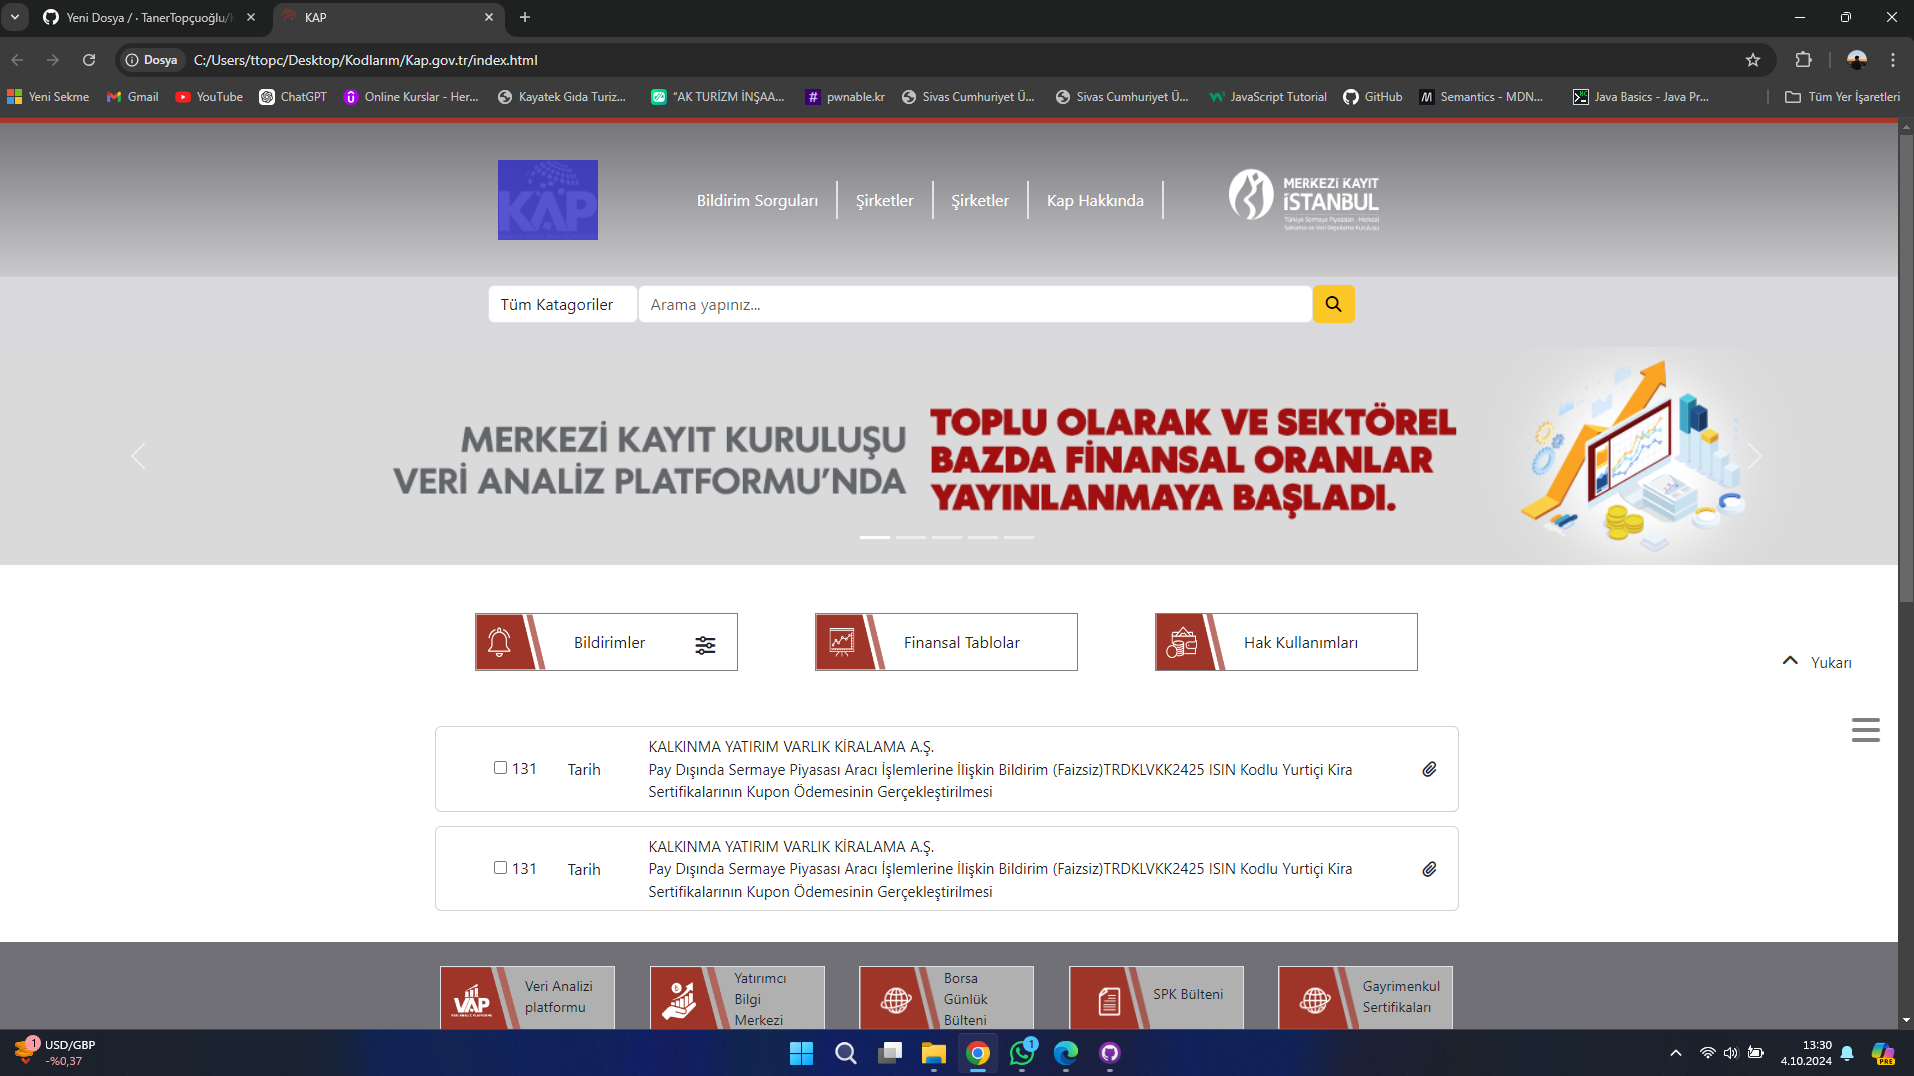 Yeni Dosya / · TanerTopçuoğlu/
KAP
Dosya
C:/Users/ttopc/Desktop/Kodlarım/Kap.gov.tr/index.html
Yeni Sekme
Gmail
YouTube
ChatGPT
Online Kurslar - Her...
Kayatek Gıda Turiz...
"AK TURİZM İNŞAA...
pwnable.kr
Sivas Cumhuriyet Ü...
Sivas Cumhuriyet Ü...
JavaScript Tutorial
GitHub
Semantics - MDN...
Java Basics - Java Pr...
Tüm Yer İşaretleri
KAP
Bildirim Sorguları
Şirketler
Şirketler
Kap Hakkında
MERKEZİ KAYIT
İSTANBUL
Türkiye Sermaye Piyasaları - Merkezi
Saklama ve Veri Depolama Kuruluşu
Tüm Katagoriler
Arama yapınız...
MERKEZİ KAYIT KURULUŞU
VERİ ANALİZ PLATFORMU'NDA
TOPLU OLARAK VE SEKTÖREL
BAZDA FİNANSAL ORANLAR
YAYINLANMAYA BAŞLADI.
Bildirimler
Finansal Tablolar
Hak Kullanımları
Yukarı
131
Tarih
KALKINMA YATIRIM VARLIK KİRALAMA A.Ş.
Pay Dışında Sermaye Piyasası Aracı İşlemlerine İlişkin Bildirim (Faizsiz)TRDKLVKK2425 ISIN Kodlu Yurtiçi Kira
Sertifikalarının Kupon Ödemesinin Gerçekleştirilmesi
131
Tarih
KALKINMA YATIRIM VARLIK KİRALAMA A.Ş.
Pay Dışında Sermaye Piyasası Aracı İşlemlerine İlişkin Bildirim (Faizsiz)TRDKLVKK2425 ISIN Kodlu Yurtiçi Kira
Sertifikalarının Kupon Ödemesinin Gerçekleştirilmesi
VAP
VERİ ANALİZ PLATFORMU
Veri Analizi
platformu
Yatırımcı
Bilgi
Merkezi
Borsa
Günlük
Bülteni
SPK Bülteni
Gayrimenkul
Sertifikaları
1
USD/GBP
-%0,37
1
13:30
4.10.2024
PRE